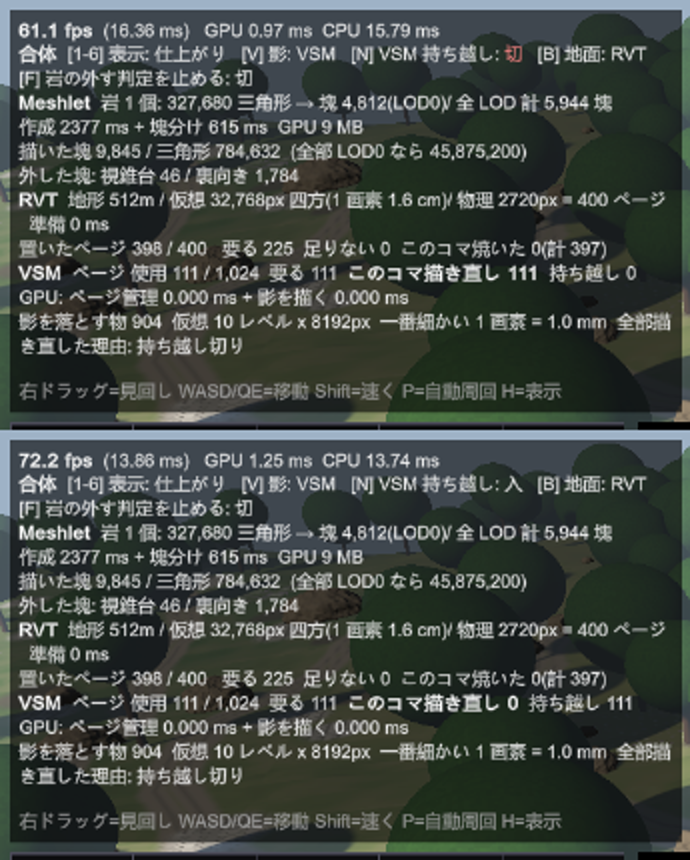 61.1 fps (16.36 ms) GPU 0.97 ms CPU 15.79 ms
合体 [1-6] 表示: 仕上がり [V] 影: VSM [N] VSM 持ち越し: 切 [B] 地面: RVT
[F] 岩の外す判定を止める: 切
Meshlet 岩 1 個: 327,680 三角形 → 塊 4,812(LOD0)/ 全 LOD 計 5,944 塊
作成 2377 ms + 塊分け 615 ms GPU 9 MB
描いた塊 9,845 / 三角形 784,632 (全部 LOD0 なら 45,875,200)
外した塊: 視錐台 46 / 裏向き 1,784
RVT 地形 512m / 仮想 32,768px 四方(1 画素 1.6 cm)/ 物理 2720px = 400 ページ
準備 0 ms
置いたページ 398 / 400 要る 225 足りない 0 このコマ焼いた 0(計 397)
VSM ページ 使用 111 / 1,024 要る 111 このコマ描き直し 111 持ち越し 0
GPU: ページ管理 0.000 ms + 影を描く 0.000 ms
影を落とす物 904 仮想 10 レベル x 8192px 一番細かい 1 画素 = 1.0 mm 全部描
き直した理由: 持ち越し切り
右ドラッグ=見回し WASD/QE=移動 Shift=速く P=自動周回 H=表示
72.2 fps (13.86 ms) GPU 1.25 ms CPU 13.74 ms
合体 [1-6] 表示: 仕上がり [V] 影: VSM [N] VSM 持ち越し: 入 [B] 地面: RVT
[F] 岩の外す判定を止める: 切
Meshlet 岩 1 個: 327,680 三角形 → 塊 4,812(LOD0)/ 全 LOD 計 5,944 塊
作成 2377 ms + 塊分け 615 ms GPU 9 MB
描いた塊 9,845 / 三角形 784,632 (全部 LOD0 なら 45,875,200)
外した塊: 視錐台 46 / 裏向き 1,784
RVT 地形 512m / 仮想 32,768px 四方(1 画素 1.6 cm)/ 物理 2720px = 400 ページ
準備 0 ms
置いたページ 398 / 400 要る 225 足りない 0 このコマ焼いた 0(計 397)
VSM ページ 使用 111 / 1,024 要る 111 このコマ描き直し 0 持ち越し 111
GPU: ページ管理 0.000 ms + 影を描く 0.000 ms
影を落とす物 904 仮想 10 レベル x 8192px 一番細かい 1 画素 = 1.0 mm 全部描
き直した理由: 持ち越し切り
右ドラッグ=見回し WASD/QE=移動 Shift=速く P=自動周回 H=表示